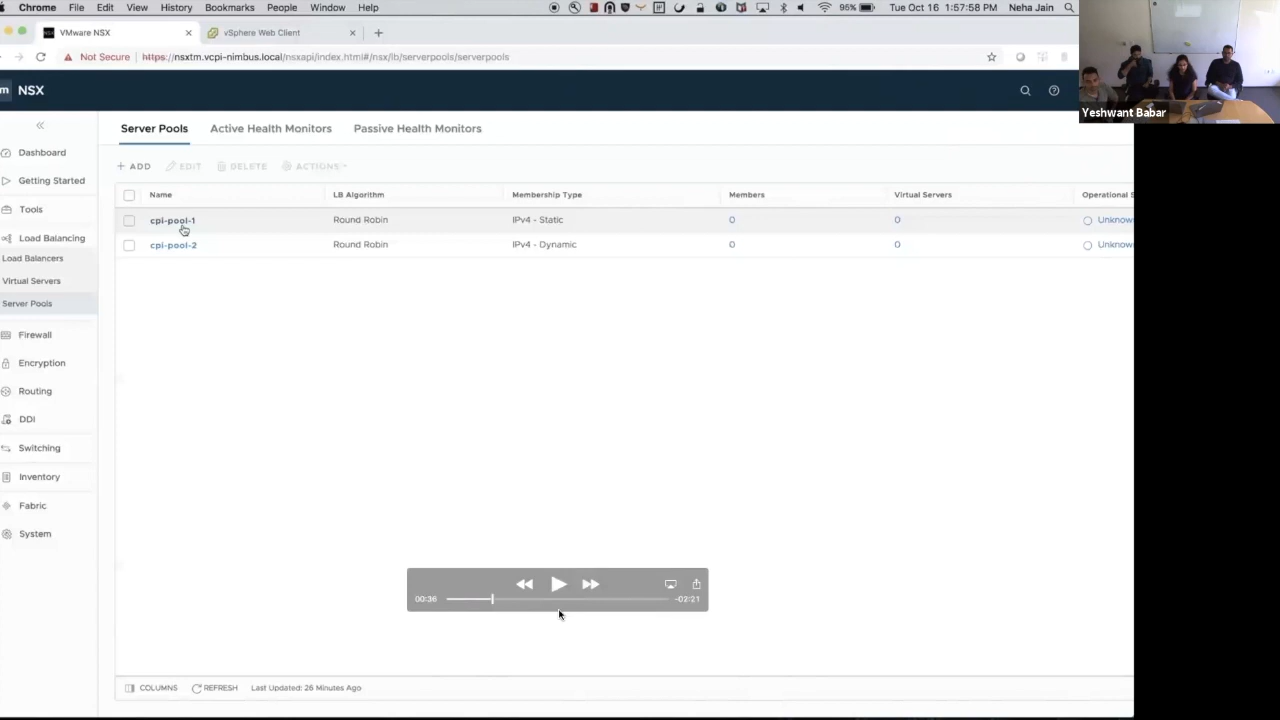 Chrome File Edit View History Bookmarks People Window Help 96% Tue Oct 16 1:57:58 PM Neha Jain
VMware NSX vSphere Web Client
Not Secure https://nsxtm.vcpi-nimbus.local/nsxapi/index.html#/nsx/lb/serverpools/serverpools
m NSX
Yeshwant Babar
Server Pools Active Health Monitors Passive Health Monitors
+ ADD EDIT DELETE ACTIONS
Name LB Algorithm Membership Type Members Virtual Servers Operational S
cpi-pool-1 Round Robin IPv4 - Static 0 0 Unknow
cpi-pool-2 Round Robin IPv4 - Dynamic 0 0 Unknow
Dashboard
Getting Started
Tools
Load Balancing
Load Balancers
Virtual Servers
Server Pools
Firewall
Encryption
Routing
DDI
Switching
Inventory
Fabric
System
00:36 -02:21
COLUMNS REFRESH Last Updated: 26 Minutes Ago